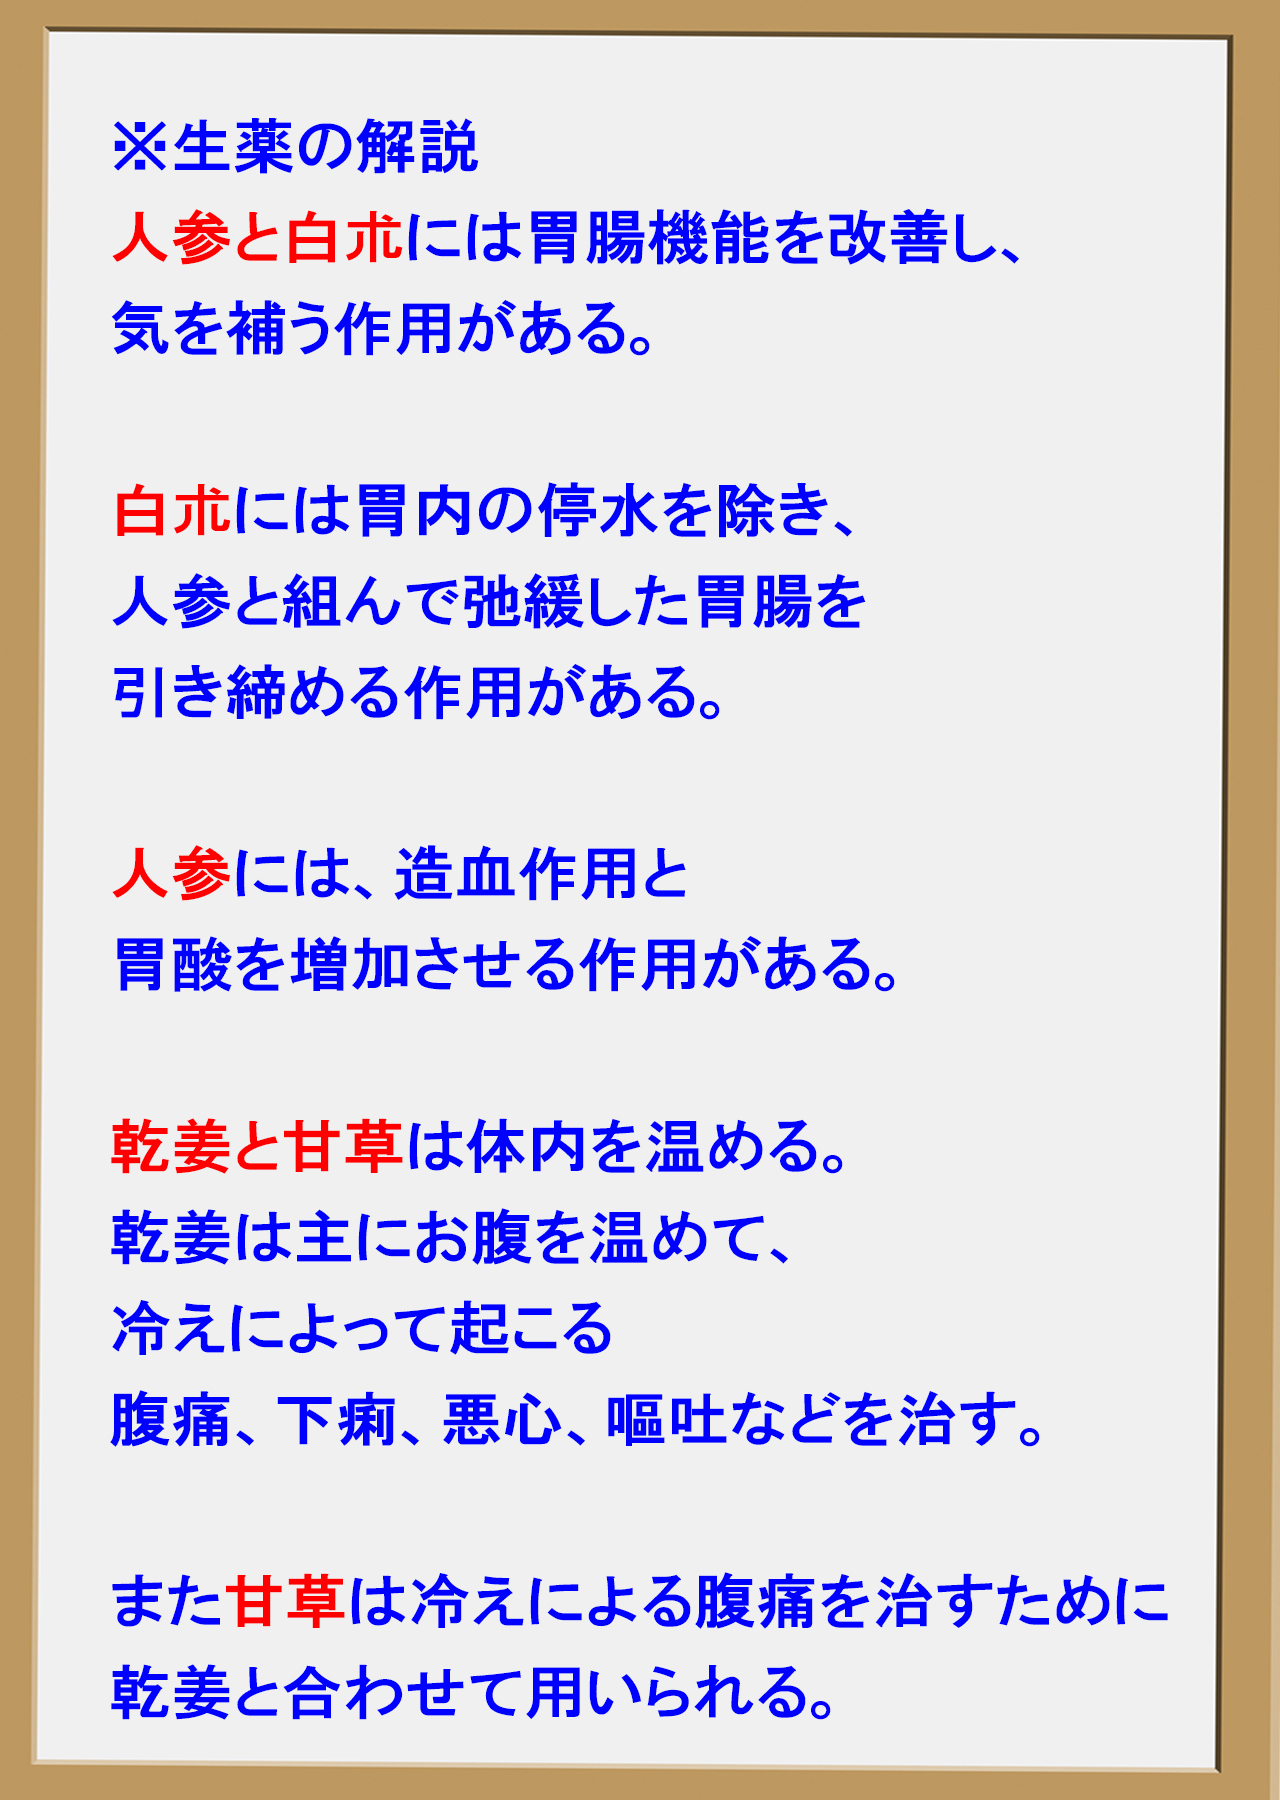 ※生薬の解説
人参と白朮には胃腸機能を改善し、
気を補う作用がある。
白朮には胃内の停水を除き、
人参と組んで弛緩した胃腸を
引き締める作用がある。
人参には、造血作用と
胃酸を増加させる作用がある。
乾姜と甘草は体内を温める。
乾姜は主にお腹を温めて、
冷えによって起こる
腹痛、下痢、悪心、嘔吐などを治す。
また甘草は冷えによる腹痛を治すために
乾姜と合わせて用いられる。